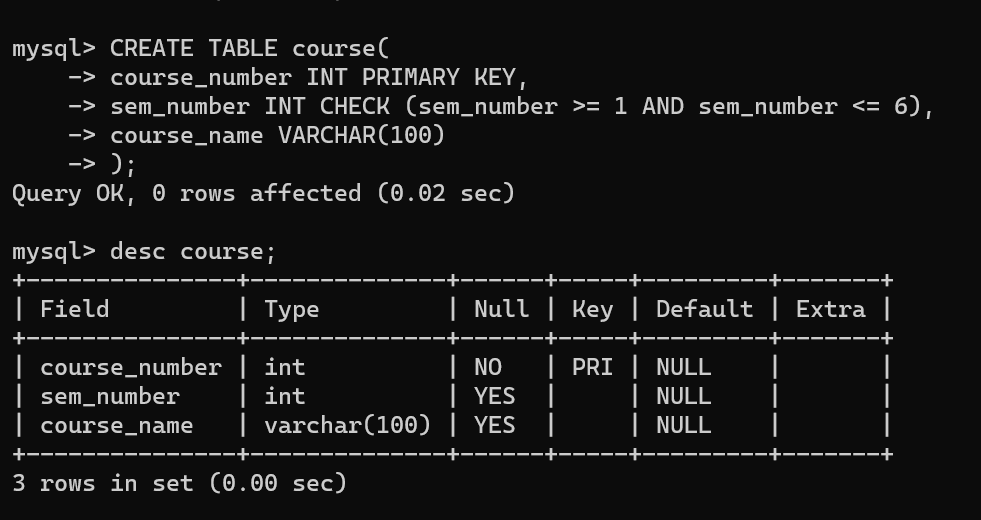 mysql> CREATE TABLE course(
    -> course_number INT PRIMARY KEY,
    -> sem_number INT CHECK (sem_number >= 1 AND sem_number <= 6),
    -> course_name VARCHAR(100)
    -> );
Query OK, 0 rows affected (0.02 sec)

mysql> desc course;
+---------------+--------------+------+-----+---------+-------+
| Field         | Type         | Null | Key | Default | Extra |
+---------------+--------------+------+-----+---------+-------+
| course_number | int          | NO   | PRI | NULL    |       |
| sem_number    | int          | YES  |     | NULL    |       |
| course_name   | varchar(100) | YES  |     | NULL    |       |
+---------------+--------------+------+-----+---------+-------+
3 rows in set (0.00 sec)